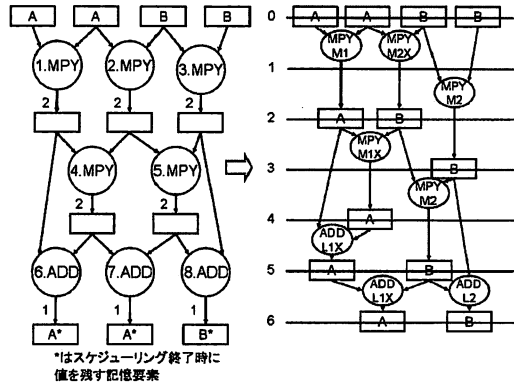 A A B B
1.MPY 2.MPY 3.MPY
2 2 2
4.MPY 5.MPY
2 2
6.ADD 7.ADD 8.ADD
1 1 1
A* A* B*
*はスケジューリング終了時に
値を残す記憶要素
0 A A B B
MPY M1
MPY M2X
1
MPY M2
2 A B
MPY M1X
3 B
MPY M2
4 A
ADD L1X
5 A B
ADD L1X
ADD L2
6 A B